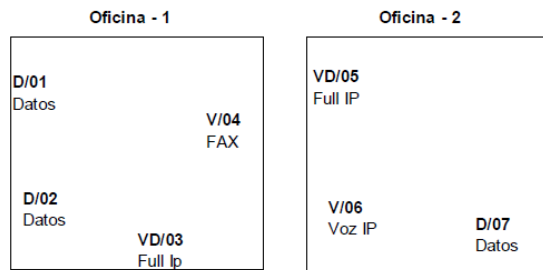 Oficina - 1
D/01
Datos
V/04
FAX
D/02
Datos
VD/03
Full Ip
Oficina - 2
VD/05
Full IP
V/06
Voz IP
D/07
Datos